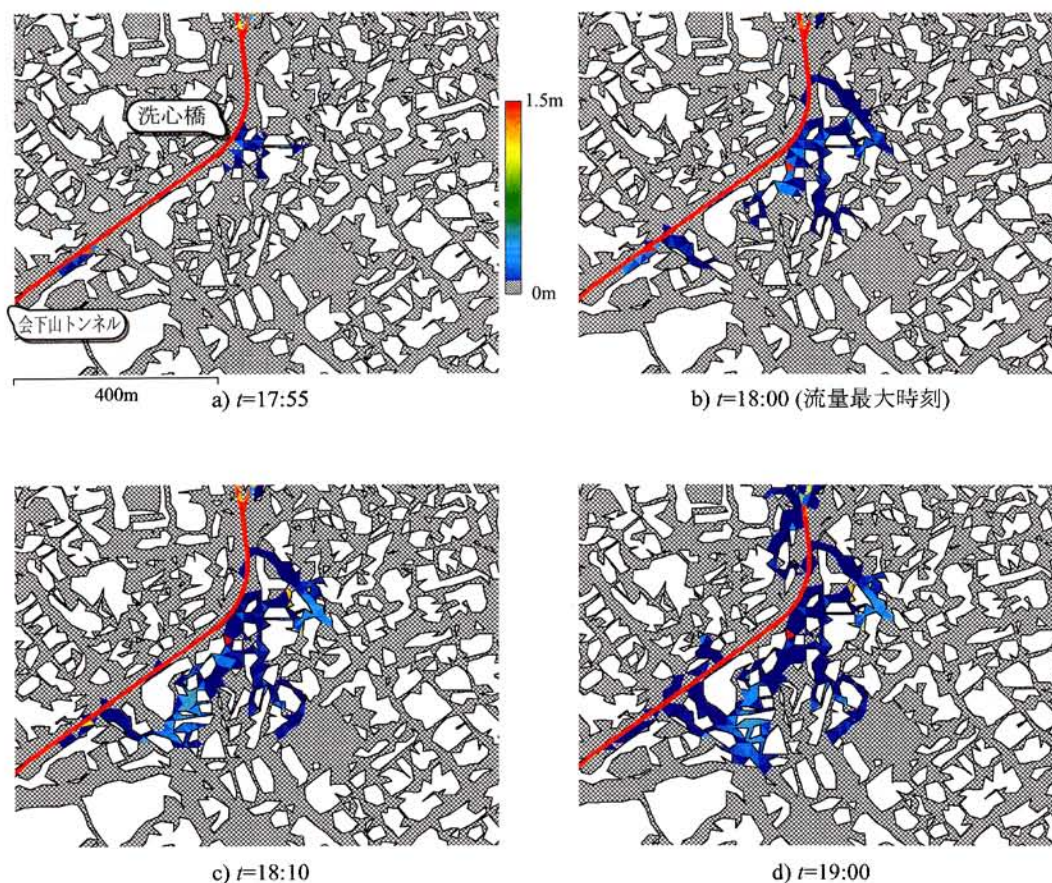 洗心橋
会下山トンネル
1.5m
0m
400m
a) t=17:55
b) t=18:00 (流量最大時刻)
c) t=18:10
d) t=19:00